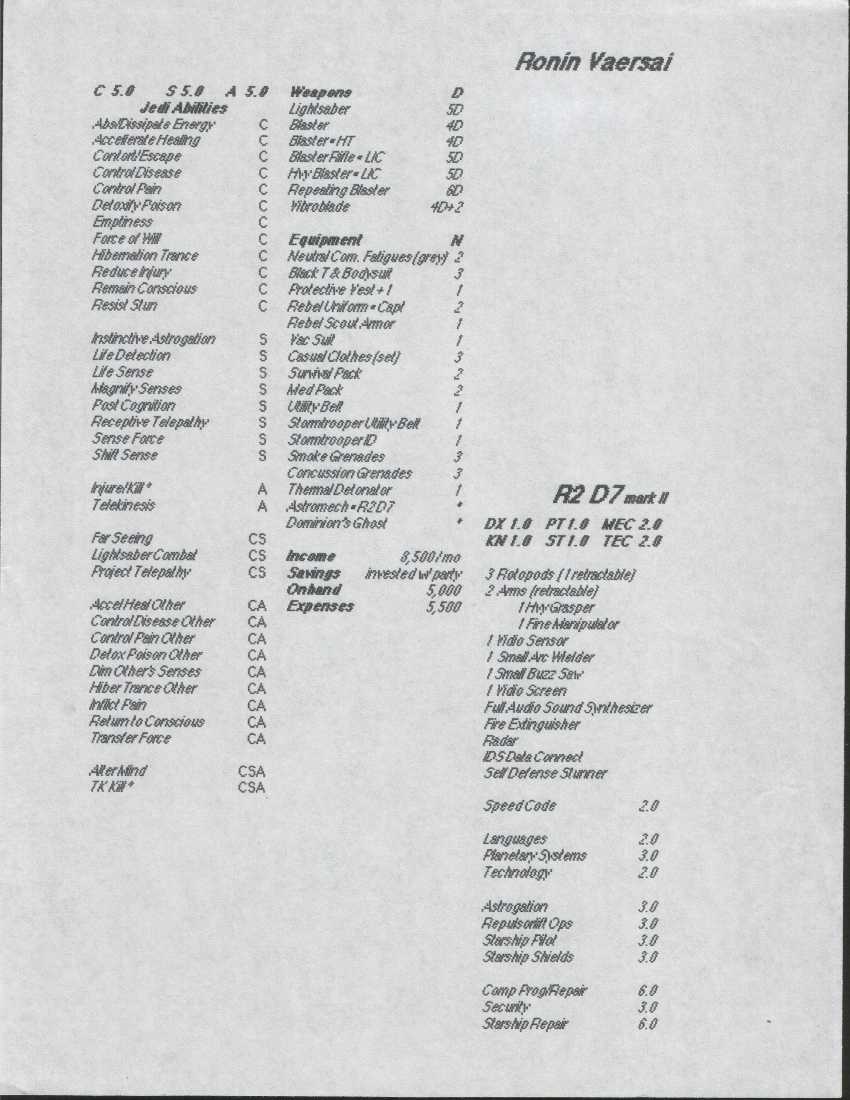 Ronin Vaersai
C 5.0 S 5.0 A 5.0
Jedi Abilities
Abs/Dissipate Energy C
Accellerate Healing C
Contort/Escape C
Control Disease C
Control Pain C
Detoxify Poison C
Emptiness C
Force of Will C
Hibernation Trance C
Reduce Injury C
Remain Conscious C
Resist Stun C
Instinctive Astrogation S
Life Detection S
Life Sense S
Magnify Senses S
Post Cognition S
Receptive Telepathy S
Sense Force S
Shift Sense S
Injure/Kill * A
Telekinesis A
Far Seeing CS
Lightsaber Combat CS
Project Telepathy CS
Accel Heal Other CA
Control Disease Other CA
Control Pain Other CA
Detox Poison Other CA
Dim Other's Senses CA
Hiber Trance Other CA
Inflict Pain CA
Return to Conscious CA
Transfer Force CA
Alter Mind CSA
TK Kill * CSA
Weapons D
Lightsaber 5D
Blaster 4D
Blaster • HT 4D
Blaster Rifle • LIC 5D
Hvy Blaster • LIC 5D
Repeating Blaster 6D
Vibroblade 4D+2
Equipment N
Neutral Com. Fatigues (grey) 2
Black T & Bodysuit 3
Protective Vest +1 1
Rebel Uniform • Capt 2
Rebel Scout Armor 1
Vac Suit 1
Casual Clothes (set) 3
Survival Pack 2
Med Pack 2
Utility Belt 1
Stormtrooper Utility Belt 1
Stormtrooper ID 1
Smoke Grenades 3
Concussion Grenades 3
Thermal Detonator 1
Astromech • R2 D7 *
Dominion's Ghost *
Income 8,500/mo
Savings invested w/ party
Onhand 5,000
Expenses 5,500
R2 D7 mark II
DX 1.0 PT 1.0 MEC 2.0
KN 1.0 ST 1.0 TEC 2.0
3 Rotopods (1 retractable)
2 Arms (retractable)
1 Hvy Grasper
1 Fine Manipulator
1 Vidio Sensor
1 Small Arc Wielder
1 Small Buzz Saw
1 Vidio Screen
Full Audio Sound Synthesizer
Fire Extinguisher
Radar
IDS Data Connect
Self Defense Stunner
Speed Code 2.0
Languages 2.0
Planetary Systems 3.0
Technology 2.0
Astrogation 3.0
Repulsorlift Ops 3.0
Starship Pilot 3.0
Starship Shields 3.0
Comp Prog/Repair 6.0
Security 3.0
Starship Repair 6.0